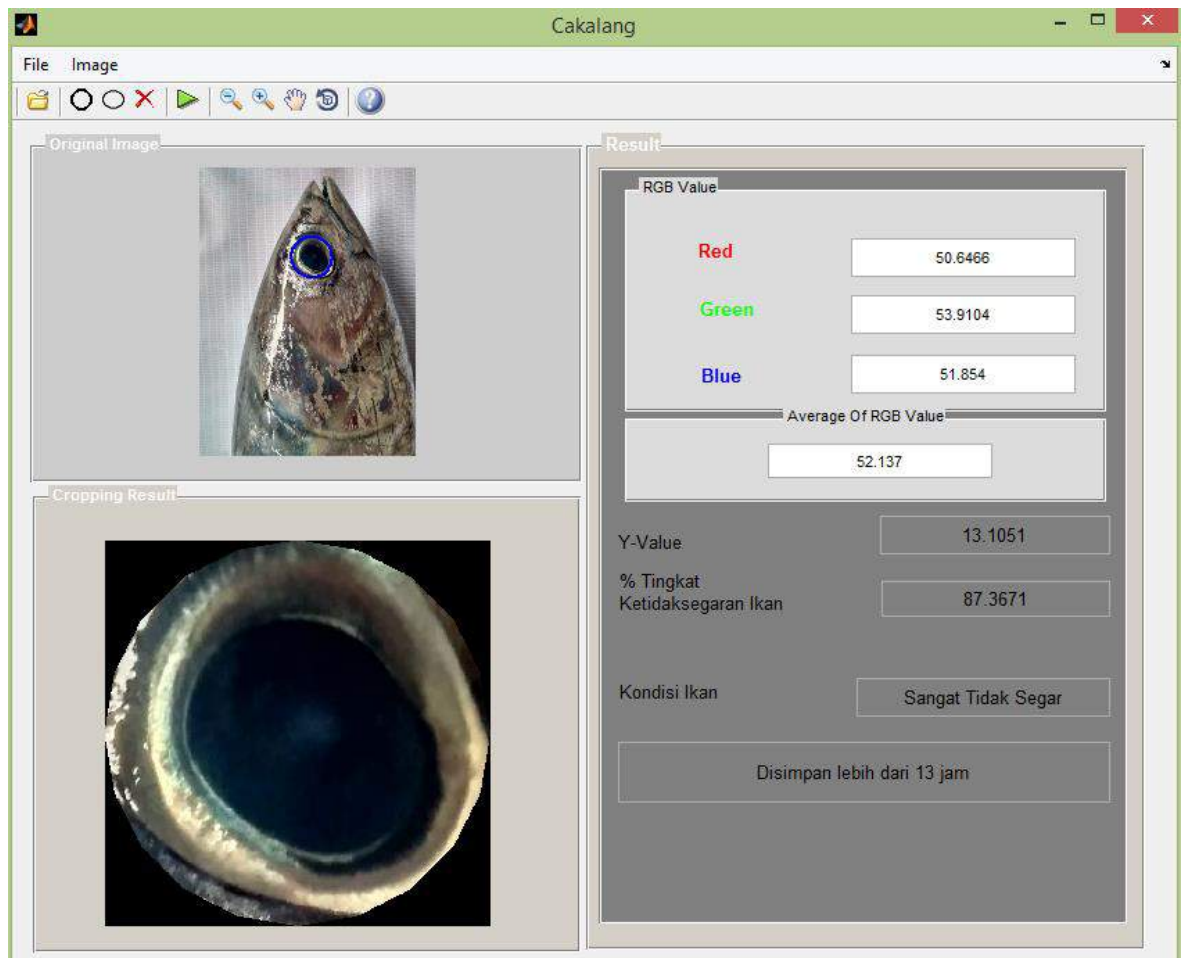 Cakalang
File Image
Original Image
Cropping Result
Result
RGB Value
Red 50.6466
Green 53.9104
Blue 51.854
Average Of RGB Value
52.137
Y-Value 13.1051
% Tingkat
Ketidaksegaran Ikan 87.3671
Kondisi Ikan Sangat Tidak Segar
Disimpan lebih dari 13 jam